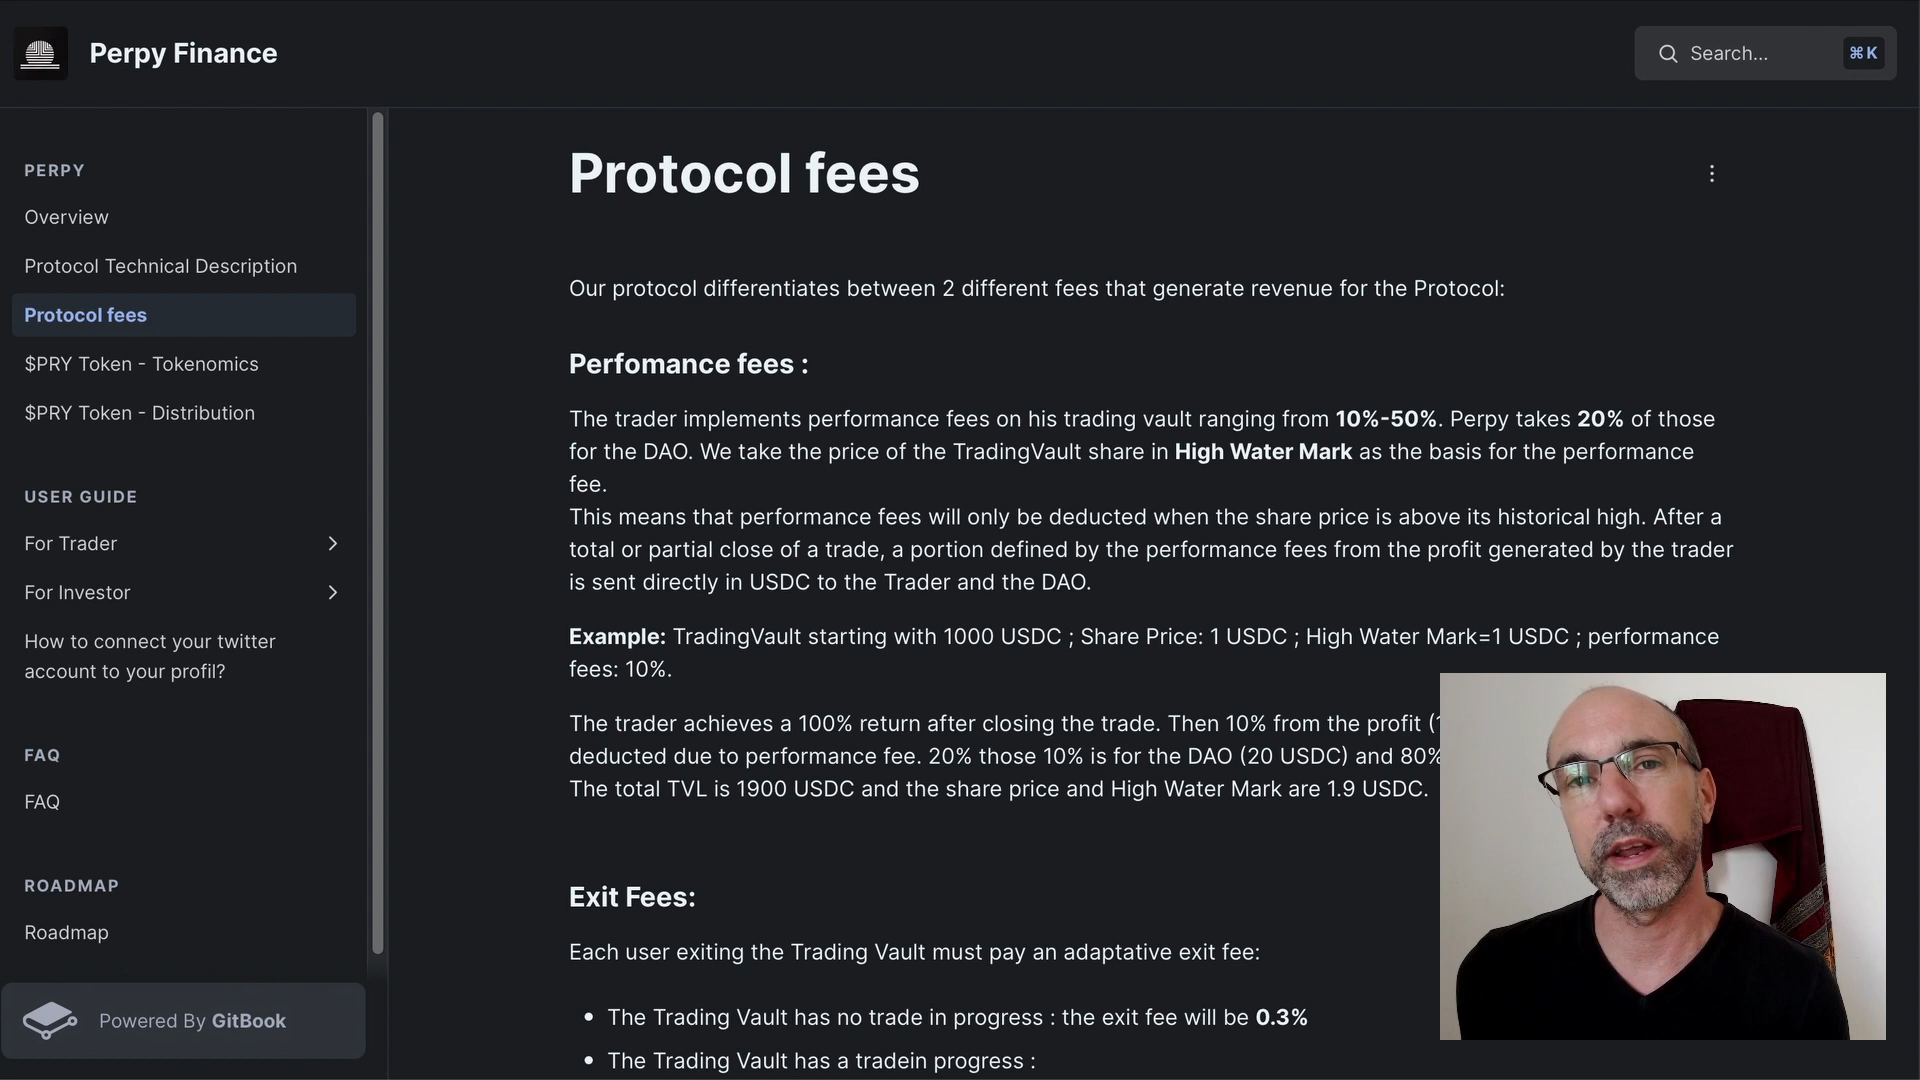 Perpy Finance
Search...
⌘K
PERPY
Overview
Protocol Technical Description
Protocol fees
$PRY Token - Tokenomics
$PRY Token - Distribution
USER GUIDE
For Trader
For Investor
How to connect your twitter
account to your profil?
FAQ
FAQ
ROADMAP
Roadmap
Powered By GitBook
Protocol fees
Our protocol differentiates between 2 different fees that generate revenue for the Protocol:
Perfomance fees :
The trader implements performance fees on his trading vault ranging from 10%-50%. Perpy takes 20% of those
for the DAO. We take the price of the TradingVault share in High Water Mark as the basis for the performance
fee.
This means that performance fees will only be deducted when the share price is above its historical high. After a
total or partial close of a trade, a portion defined by the performance fees from the profit generated by the trader
is sent directly in USDC to the Trader and the DAO.
Example: TradingVault starting with 1000 USDC ; Share Price: 1 USDC ; High Water Mark=1 USDC ; performance
fees: 10%.
The trader achieves a 100% return after closing the trade. Then 10% from the profit (
deducted due to performance fee. 20% those 10% is for the DAO (20 USDC) and 80%
The total TVL is 1900 USDC and the share price and High Water Mark are 1.9 USDC.
Exit Fees:
Each user exiting the Trading Vault must pay an adaptative exit fee:
• The Trading Vault has no trade in progress : the exit fee will be 0.3%
• The Trading Vault has a tradein progress :